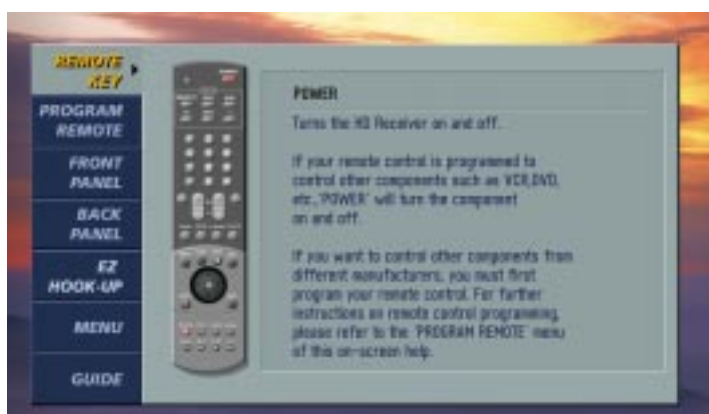 REMOTE
KEY
PROGRAM
REMOTE
FRONT
PANEL
BACK
PANEL
EZ
HOOK-UP
MENU
GUIDE
POWER
Turns the HD Receiver on and off.
If your remote control is programmed to
control other components such as VCR,DVD,
etc.,'POWER' will turn the component
on and off.
If you want to control other components from
different manufacturers, you must first
program your remote control. For further
instructions on remote control programming,
please refer to the 'PROGRAM REMOTE' menu
of this on-screen help.